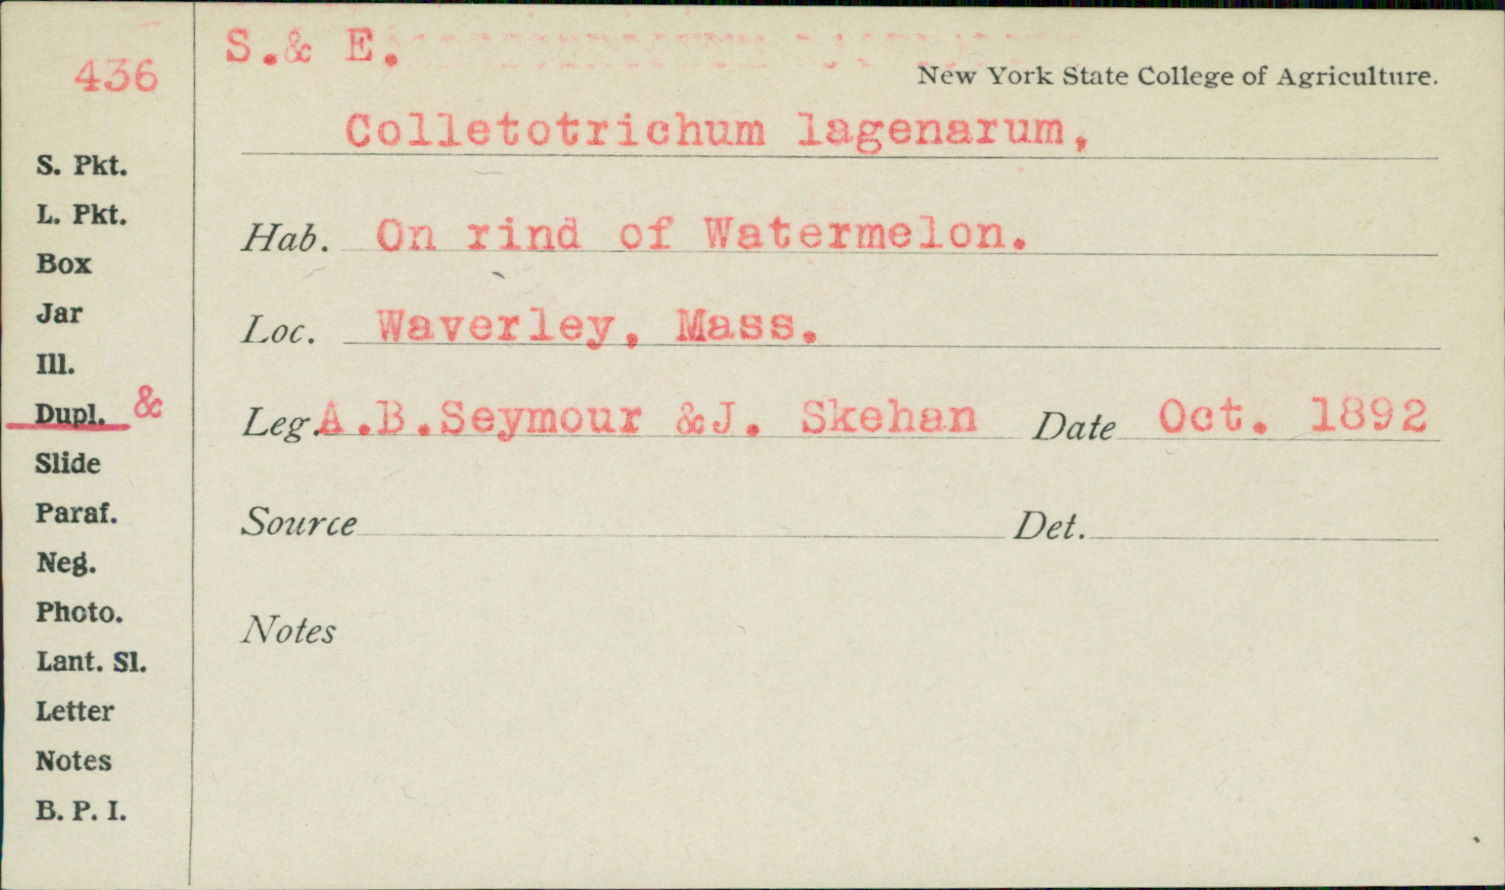 436
S.& E.
New York State College of Agriculture.
Colletotrichum lagenarum,
Hab. On rind of Watermelon.
Loc. Waverley, Mass.
Leg. A.B.Seymour &J. Skehan Date Oct. 1892
Source Det.
Notes
S. Pkt.
L. Pkt.
Box
Jar
Ill.
Dupl. &
Slide
Paraf.
Neg.
Photo.
Lant. Sl.
Letter
Notes
B. P. I.